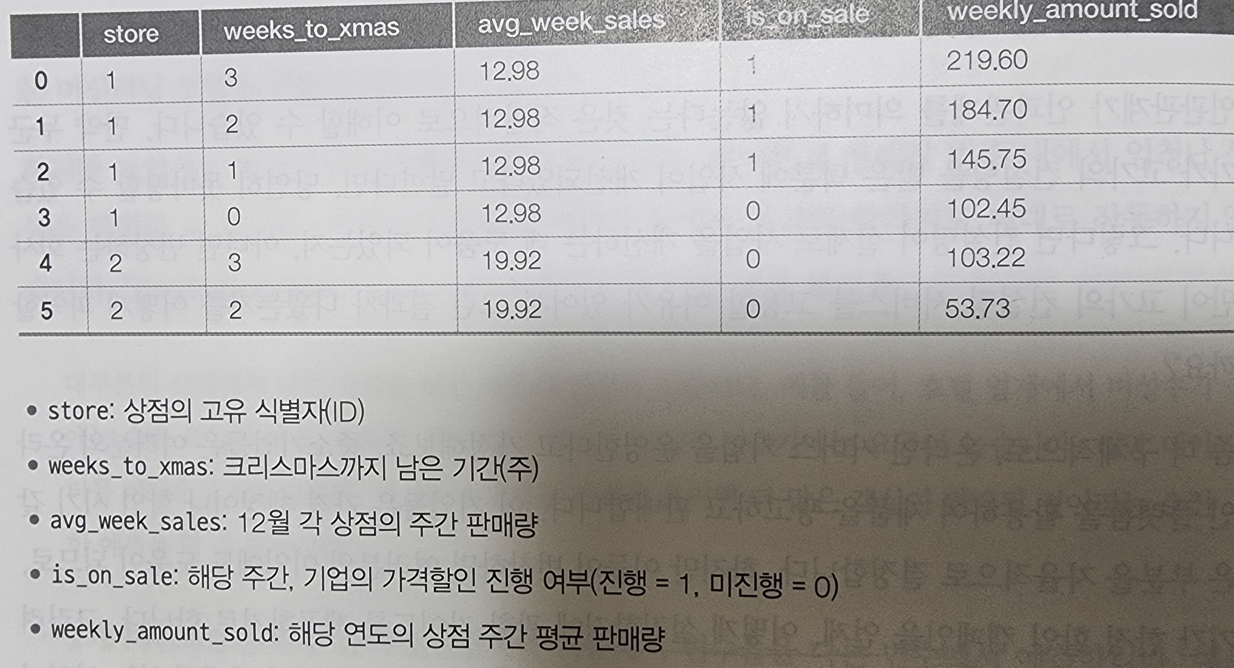 store weeks_to_xmas avg_week_sales is_on_sale weekly_amount_sold
0 1 3 12.98 1 219.60
1 1 2 12.98 1 184.70
2 1 1 12.98 1 145.75
3 1 0 12.98 0 102.45
4 2 3 19.92 0 103.22
5 2 2 19.92 0 53.73
• store: 상점의 고유 식별자(ID)
• weeks_to_xmas: 크리스마스까지 남은 기간(주)
• avg_week_sales: 12월 각 상점의 주간 판매량
• is_on_sale: 해당 주간, 기업의 가격할인 진행 여부(진행 = 1, 미진행 = 0)
• weekly_amount_sold: 해당 연도의 상점 주간 평균 판매량